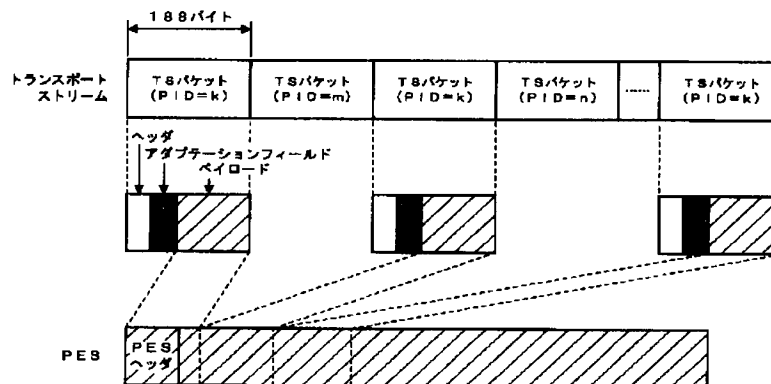 188バイト
トランスポート
ストリーム
TSパケット
(PID=k)
TSパケット
(PID=m)
TSパケット
(PID=k)
TSパケット
(PID=n)
……
TSパケット
(PID=k)
ヘッダ
アダプテーションフィールド
ペイロード
PES
PES
ヘッダ